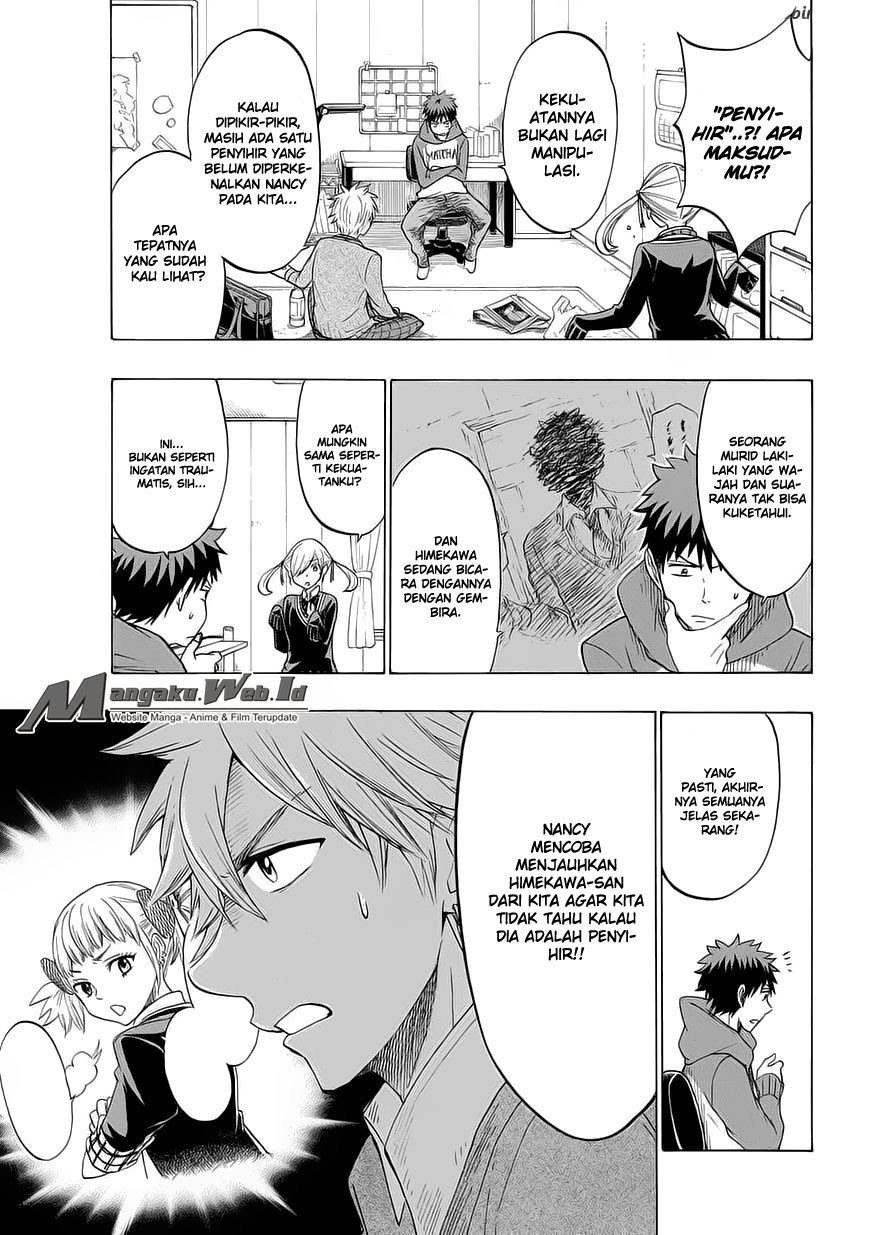 "PENYI-
HIR"..?! APA
MAKSUD-
MU?!
KEKU-
ATANNYA
BUKAN LAGI
MANIPU-
LASI.
MATCHA
KALAU
DIPIKIR-PIKIR,
MASIH ADA SATU
PENYIHIR YANG
BELUM DIPERKE-
NALKAN NANCY
PADA KITA...
APA
TEPATNYA
YANG SUDAH
KAU LIHAT?
SEORANG
MURID LAKI-
LAKI YANG WA-
JAH DAN SUA-
RANYA TAK BISA
KUKETAHUI.
DAN
HIMEKAWA
SEDANG BICA-
RA DENGANNYA
DENGAN GEM-
BIRA.
APA
MUNGKIN
SAMA SEPER-
TI KEKUA-
TANKU?
INI...
BUKAN SEPERTI
INGATAN TRAU-
MATIS, SIH...
Mangaku.Web.Id
Website Manga - Anime & Film Terupdate
YANG
PASTI, AKHIR-
NYA SEMUANYA
JELAS SEKA-
RANG!
NANCY
MENCOBA
MENJAUHKAN
HIMEKAWA-SAN
DARI KITA AGAR KITA
TIDAK TAHU KALAU
DIA ADALAH PENYI-
HIR!!